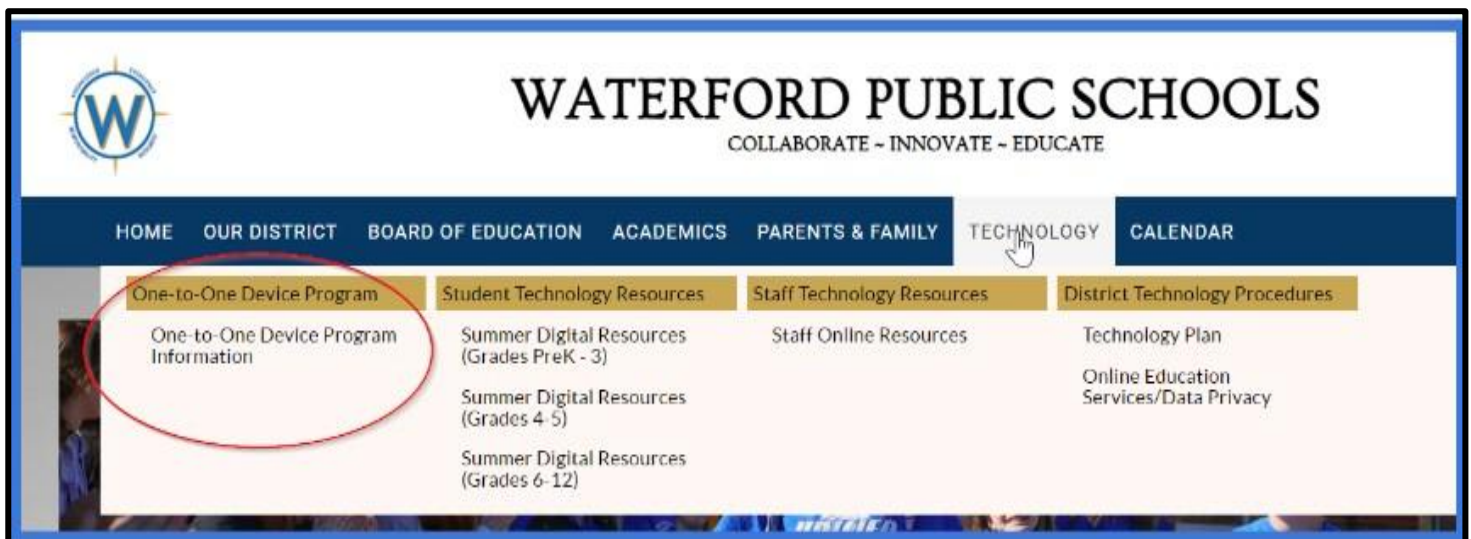 W
WATERFORD PUBLIC SCHOOLS
COLLABORATE ~ INNOVATE ~ EDUCATE
HOME OUR DISTRICT BOARD OF EDUCATION ACADEMICS PARENTS & FAMILY TECHNOLOGY CALENDAR
One-to-One Device Program
One-to-One Device Program
Information
Student Technology Resources
Summer Digital Resources
(Grades PreK - 3)
Summer Digital Resources
(Grades 4-5)
Summer Digital Resources
(Grades 6-12)
Staff Technology Resources
Staff Online Resources
District Technology Procedures
Technology Plan
Online Education
Services/Data Privacy